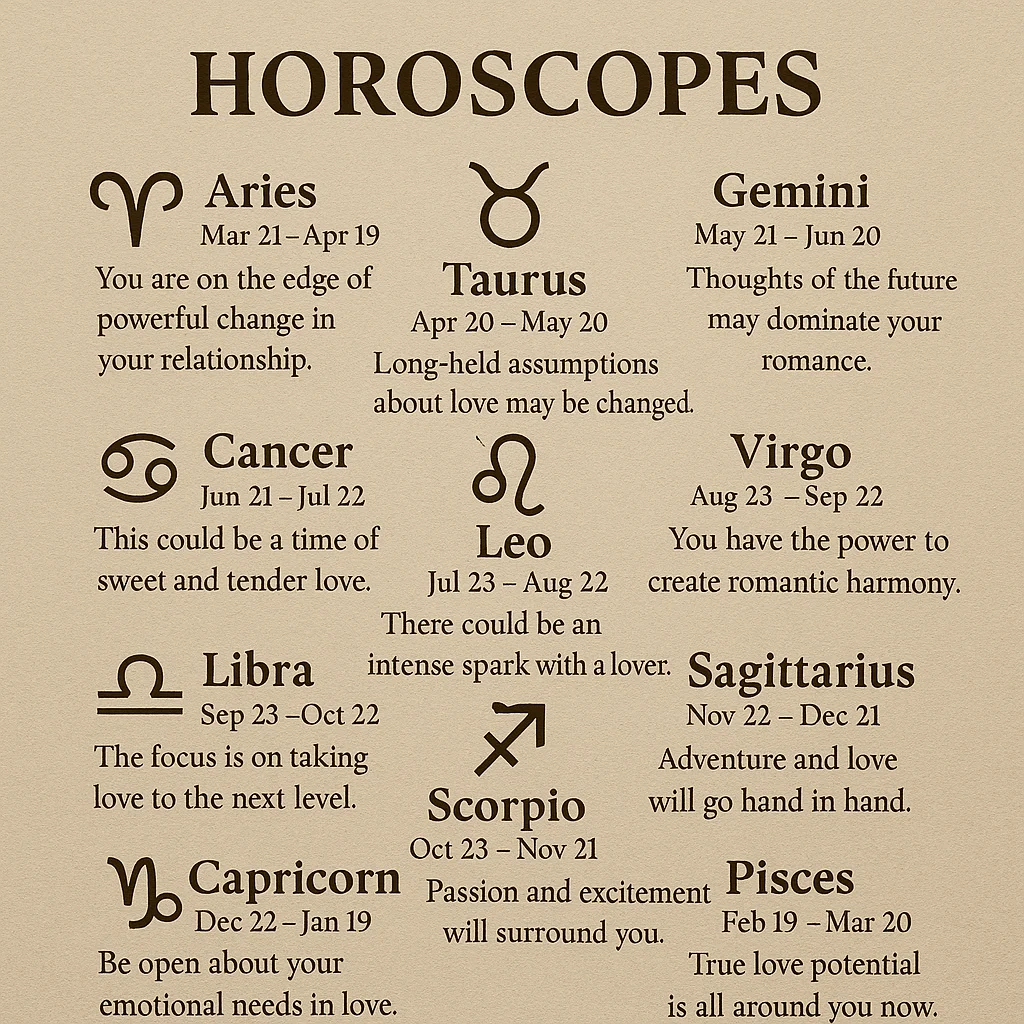 HOROSCOPES
Aries
Mar 21 – Apr 19
You are on the edge of
powerful change in
your relationship.
Taurus
Apr 20 – May 20
Long-held assumptions
about love may be changed.
Gemini
May 21 – Jun 20
Thoughts of the future
may dominate your
romance.
Cancer
Jun 21 – Jul 22
This could be a time of
sweet and tender love.
Leo
Jul 23 – Aug 22
There could be an
intense spark with a lover.
Virgo
Aug 23 – Sep 22
You have the power to
create romantic harmony.
Libra
Sep 23 – Oct 22
The focus is on taking
love to the next level.
Scorpio
Oct 23 – Nov 21
Passion and excitement
will surround you.
Sagittarius
Nov 22 – Dec 21
Adventure and love
will go hand in hand.
Capricorn
Dec 22 – Jan 19
Be open about your
emotional needs in love.
Pisces
Feb 19 – Mar 20
True love potential
is all around you now.